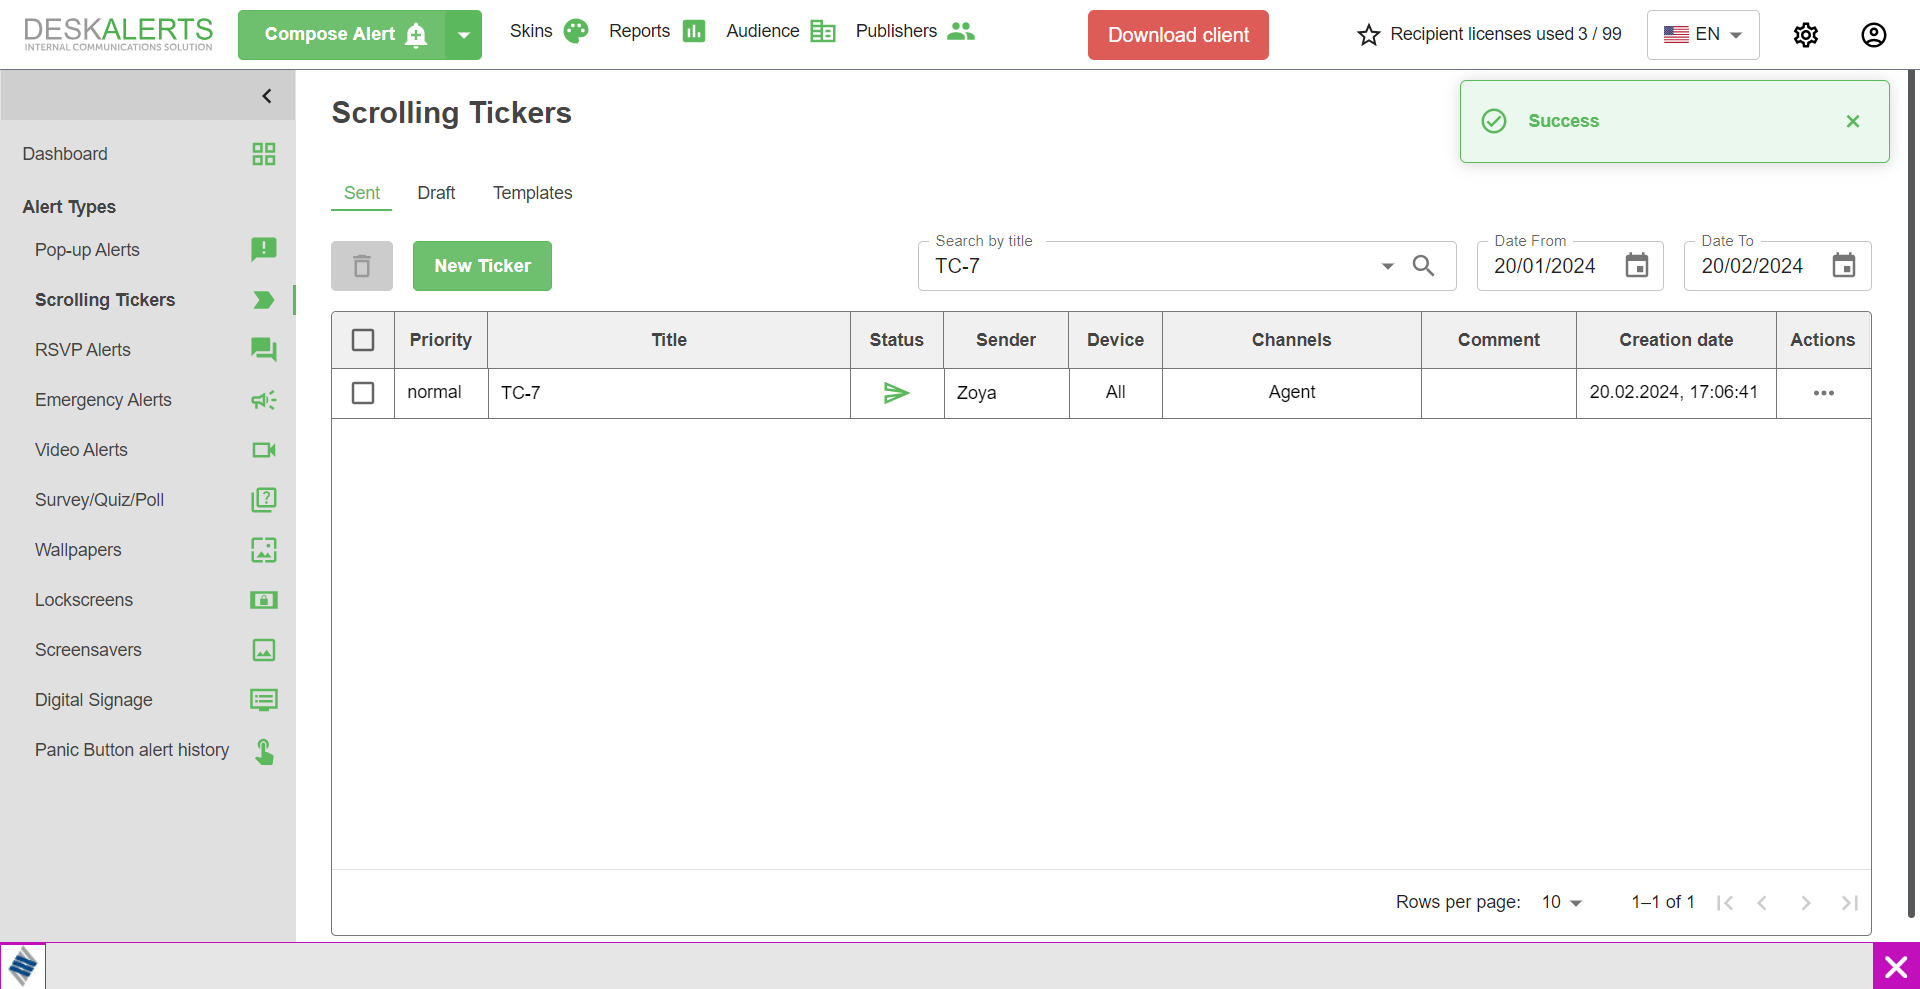 DESKALERTS
INTERNAL COMMUNICATIONS SOLUTION
Compose Alert
Skins
Reports
Audience
Publishers
Download client
Recipient licenses used 3 / 99
EN
Dashboard
Alert Types
Pop-up Alerts
Scrolling Tickers
RSVP Alerts
Emergency Alerts
Video Alerts
Survey/Quiz/Poll
Wallpapers
Lockscreens
Screensavers
Digital Signage
Panic Button alert history
Scrolling Tickers
Success
Sent
Draft
Templates
New Ticker
Search by title
TC-7
Date From
20/01/2024
Date To
20/02/2024
Priority
Title
Status
Sender
Device
Channels
Comment
Creation date
Actions
normal
TC-7
Zoya
All
Agent
20.02.2024, 17:06:41
Rows per page:
10
1–1 of 1